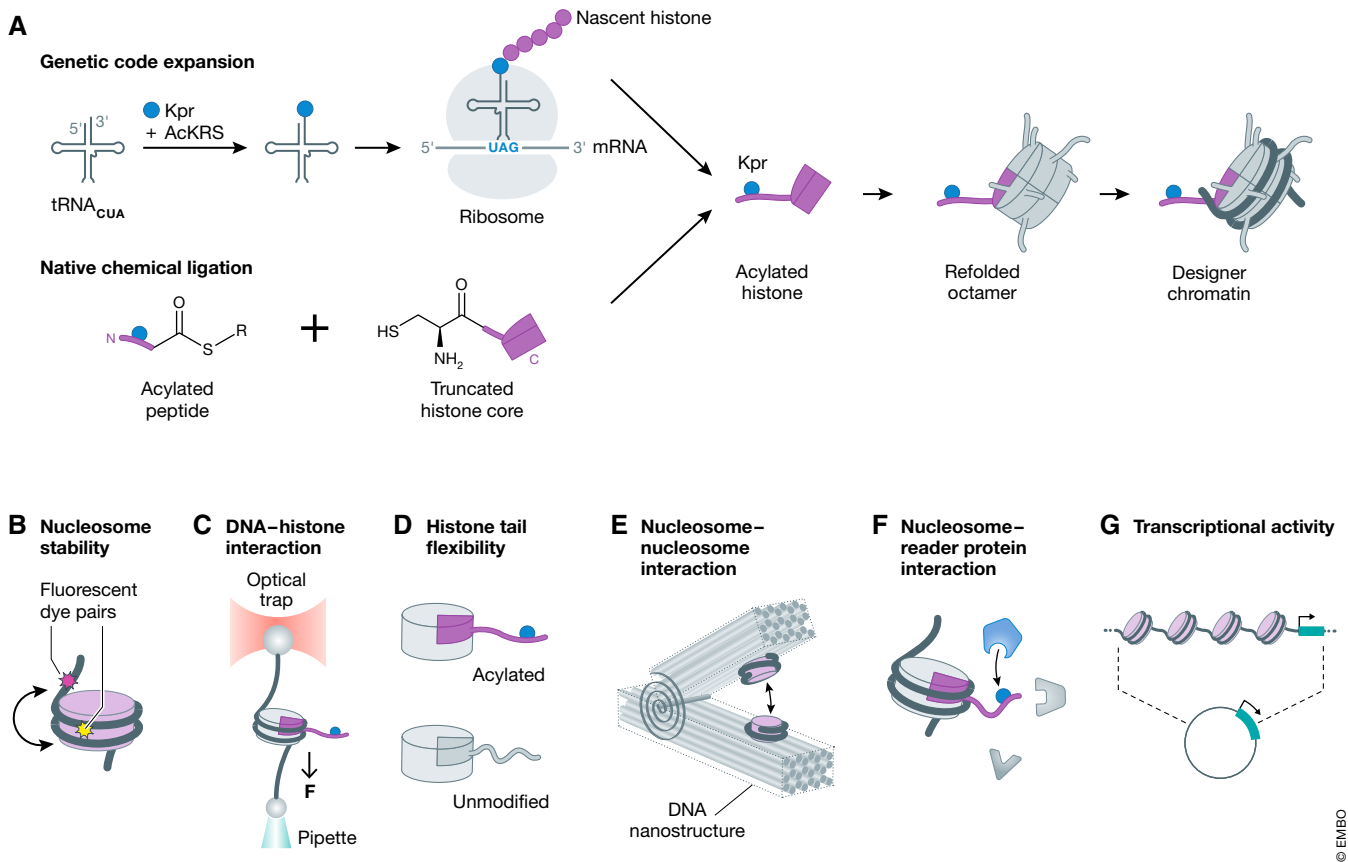 A
Genetic code expansion
5' 3'
Kpr
+ AcKRS
tRNACUA
Nascent histone
5' UAG 3' mRNA
Ribosome
Native chemical ligation
N
O
S
R
Acylated
peptide
+
HS
O
NH2
C
Truncated
histone core
Kpr
Acylated
histone
Refolded
octamer
Designer
chromatin
B Nucleosome
stability
Fluorescent
dye pairs
C DNA–histone
interaction
Optical
trap
F
Pipette
D Histone tail
flexibility
Acylated
Unmodified
E Nucleosome–
nucleosome
interaction
DNA
nanostructure
F Nucleosome–
reader protein
interaction
G Transcriptional activity
© EMBO